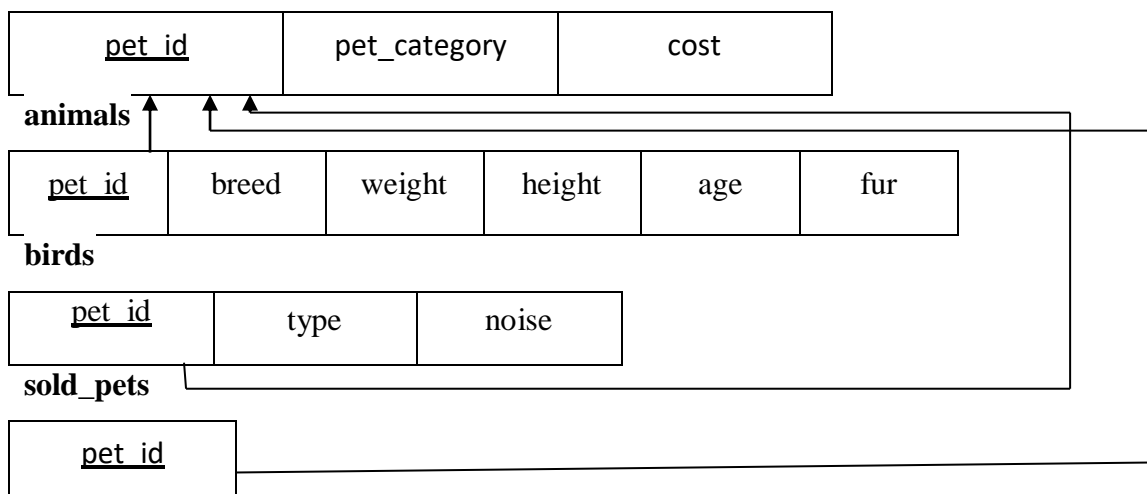 pet_id pet_category cost
animals
pet_id breed weight height age fur
birds
pet_id type noise
sold_pets
pet_id